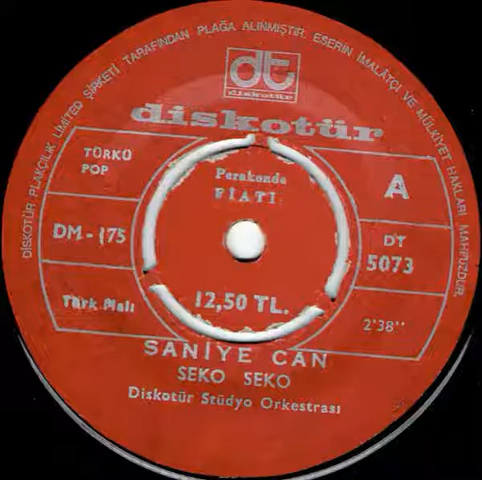 DİSKOTÜR PLAKÇILIK LİMİTED ŞİRKETİ TARAFINDAN PLAĞA ALINMIŞTIR. ESERİN İMALÂTÇI VE MÜLKİYET HAKLARI MAHFUZDUR.
dt
diskotür
diskotür
TÜRKÜ
POP
Perakende
FİATI
A
DM-175
DT
5073
Türk Malı
12,50 TL.
2'38''
SANİYE CAN
SEKO SEKO
Diskotür Stüdyo Orkestrası